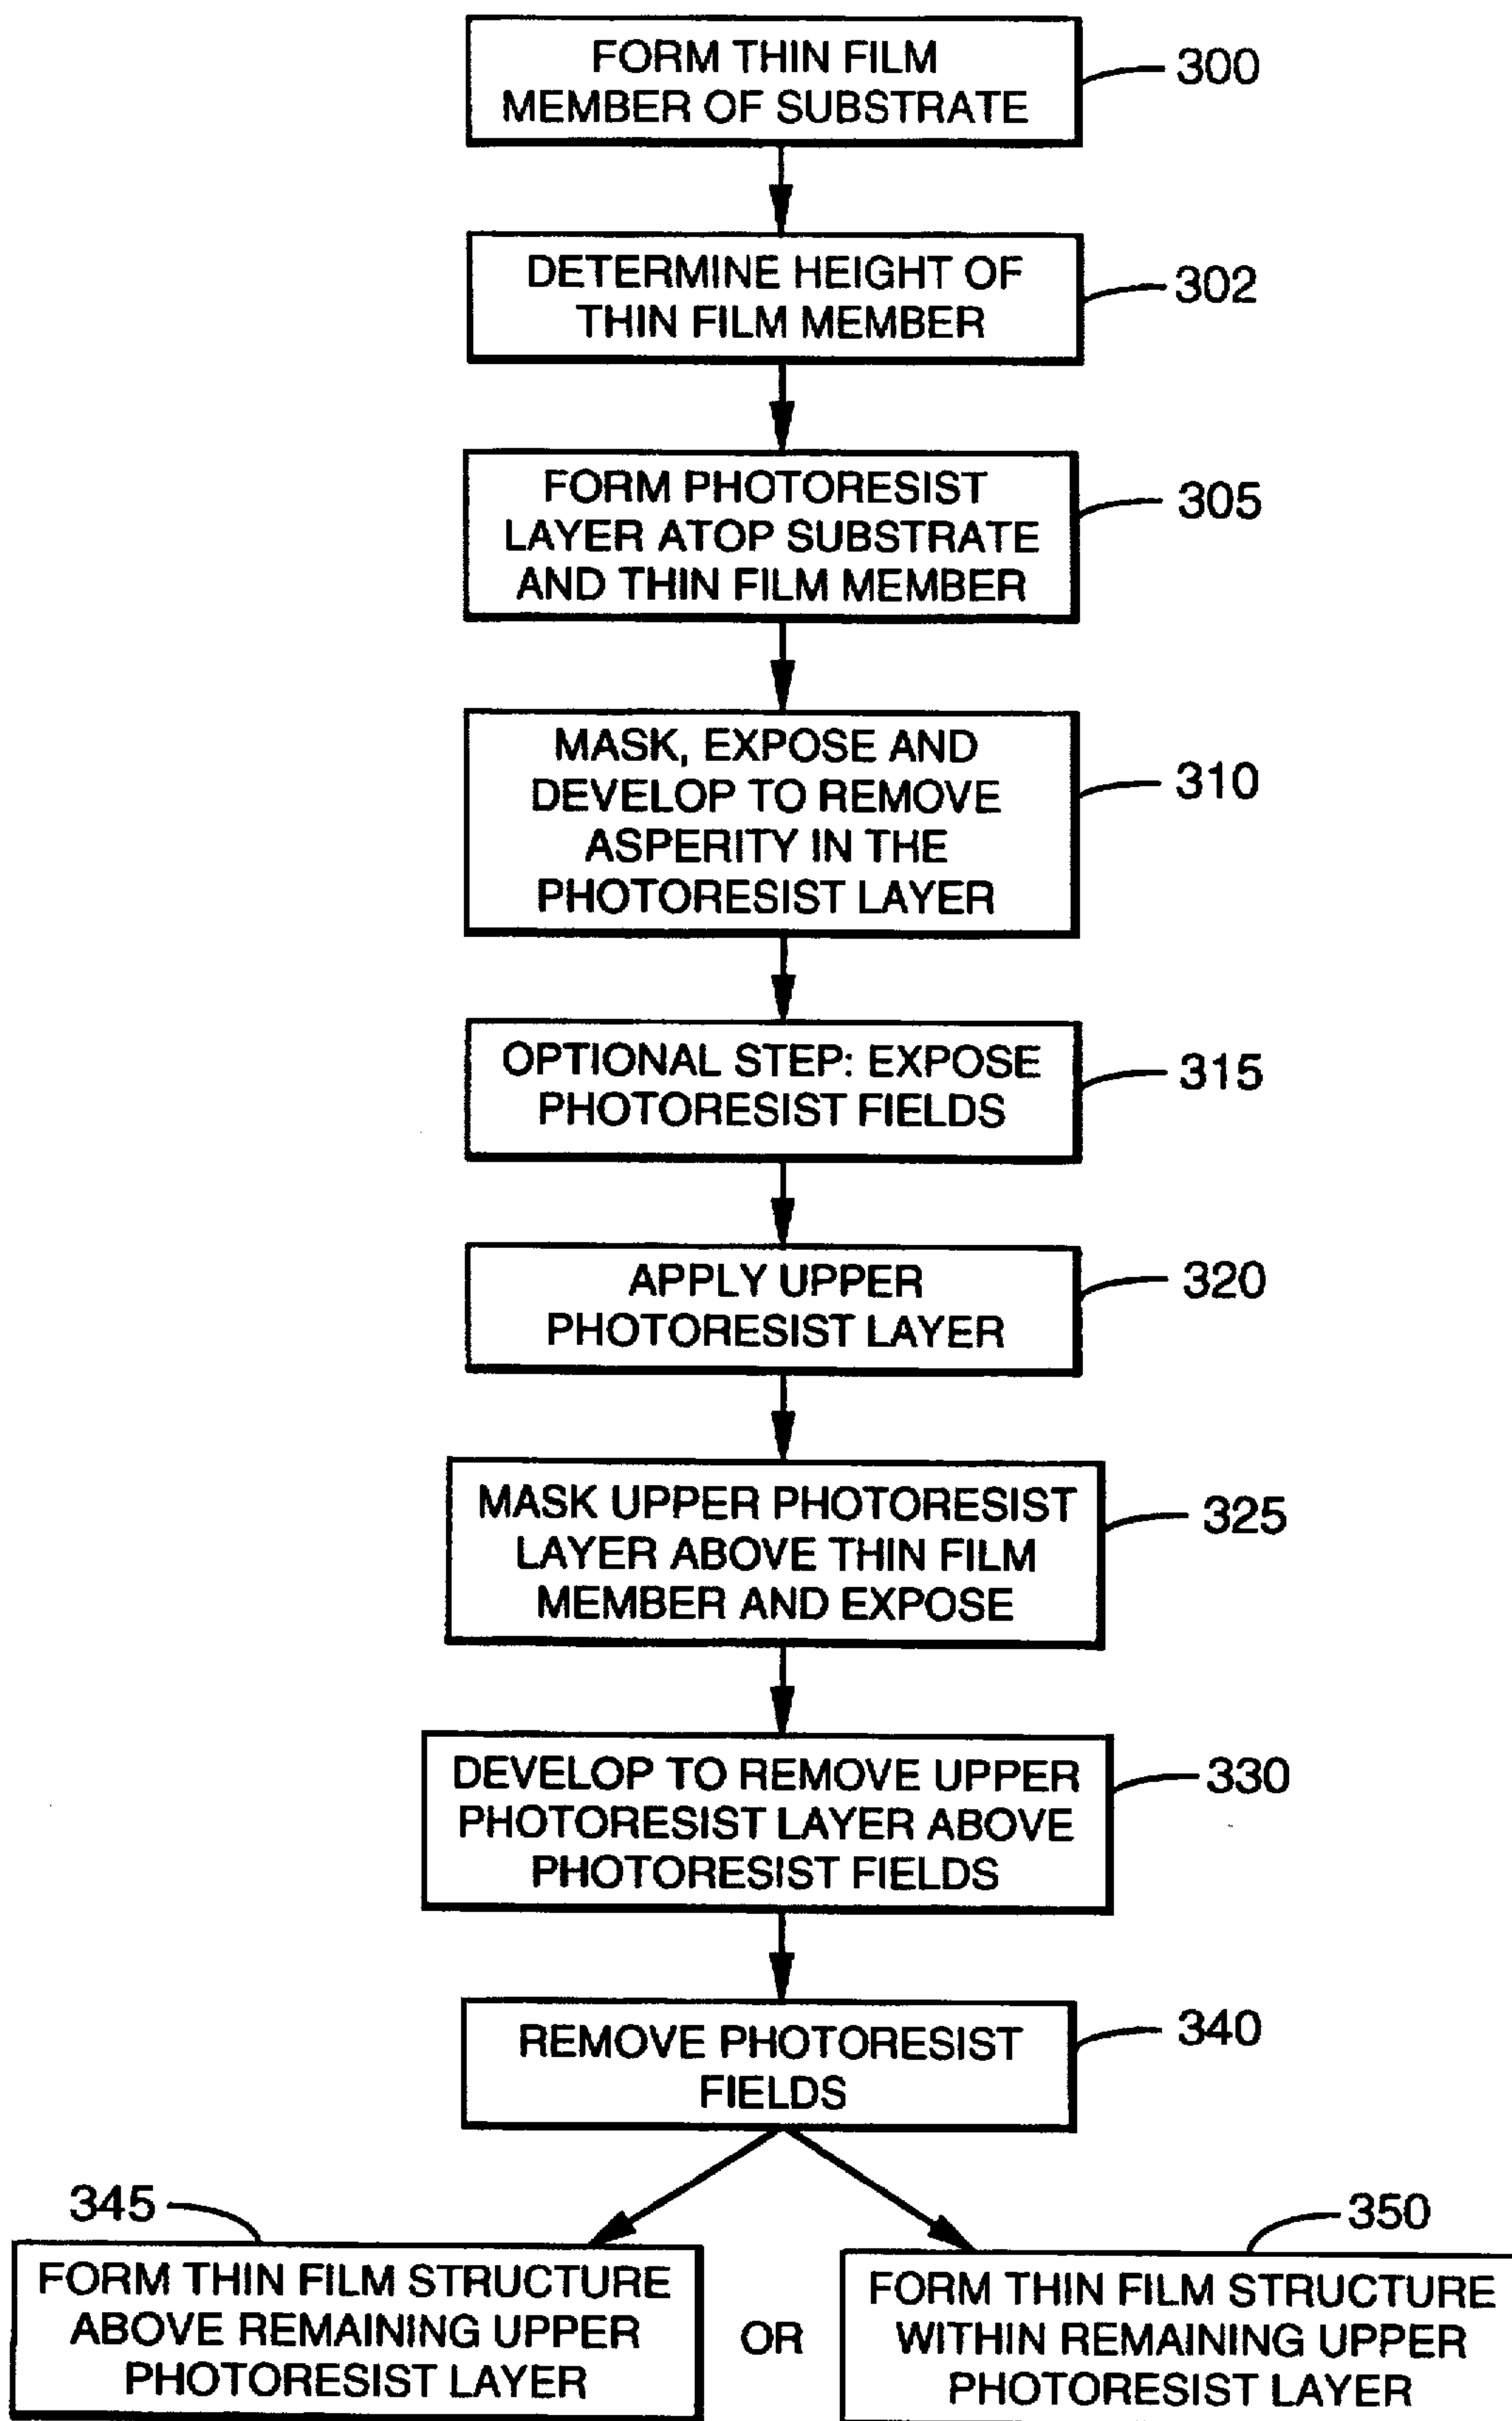 FORM THIN FILM
MEMBER OF SUBSTRATE
300
DETERMINE HEIGHT OF
THIN FILM MEMBER
302
FORM PHOTORESIST
LAYER ATOP SUBSTRATE
AND THIN FILM MEMBER
305
MASK, EXPOSE AND
DEVELOP TO REMOVE
ASPERITY IN THE
PHOTORESIST LAYER
310
OPTIONAL STEP: EXPOSE
PHOTORESIST FIELDS
315
APPLY UPPER
PHOTORESIST LAYER
320
MASK UPPER PHOTORESIST
LAYER ABOVE THIN FILM
MEMBER AND EXPOSE
325
DEVELOP TO REMOVE UPPER
PHOTORESIST LAYER ABOVE
PHOTORESIST FIELDS
330
REMOVE PHOTORESIST
FIELDS
340
345
FORM THIN FILM STRUCTURE
ABOVE REMAINING UPPER
PHOTORESIST LAYER
OR
350
FORM THIN FILM STRUCTURE
WITHIN REMAINING UPPER
PHOTORESIST LAYER